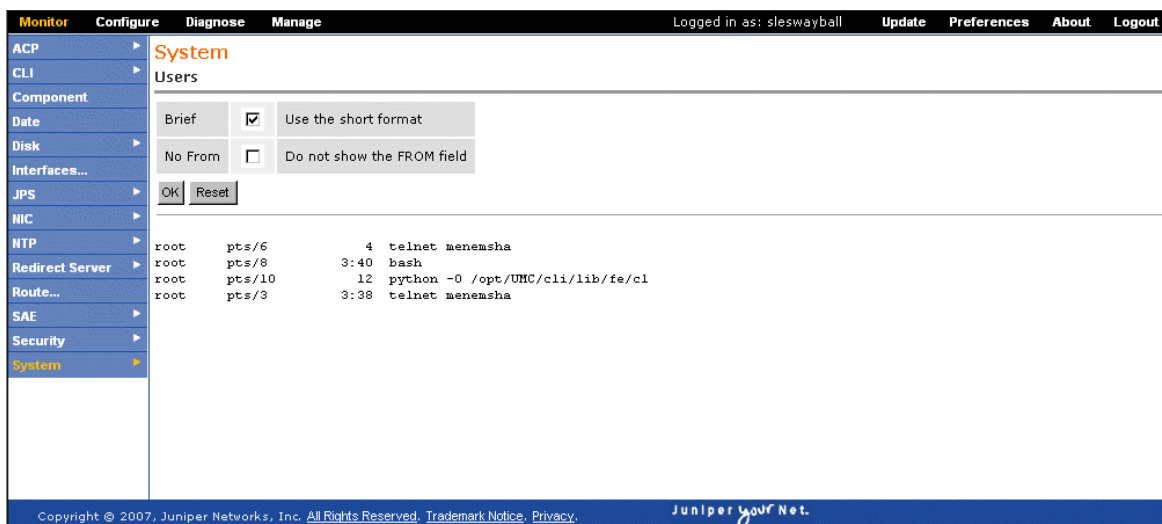 Monitor Configure Diagnose Manage Logged in as: sleswayball Update Preferences About Logout
ACP
CLI
Component
Date
Disk
Interfaces...
JPS
NIC
NTP
Redirect Server
Route...
SAE
Security
System
System
Users
Brief Use the short format
No From Do not show the FROM field
OK Reset
root pts/6 4 telnet menemsha
root pts/8 3:40 bash
root pts/10 12 python -O /opt/UMC/cli/lib/fe/cl
root pts/3 3:38 telnet menemsha
Copyright © 2007, Juniper Networks, Inc. All Rights Reserved. Trademark Notice. Privacy. Juniper your Net.